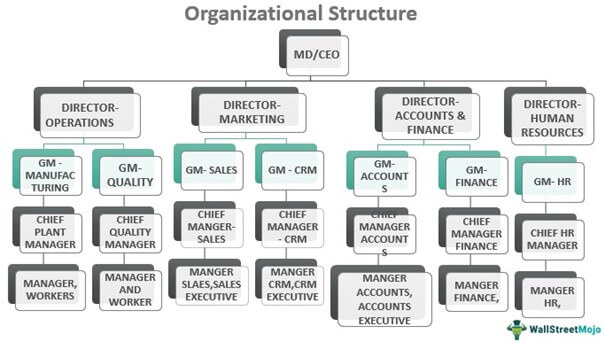 Organizational Structure
MD/CEO
DIRECTOR-
OPERATIONS
DIRECTOR-
MARKETING
DIRECTOR-
ACCOUNTS &
FINANCE
DIRECTOR-
HUMAN
RESOURCES
GM -
MANUFAC
TURING
GM
-QUALITY
GM- SALES
GM - CRM
GM-
ACCOUNT
S
GM-
FINANCE
GM- HR
CHIEF
PLANT
MANAGER
CHIEF
QUALITY
MANAGER
CHIEF
MANGER-
SALES
CHIEF
MANAGER
- CRM
CHIEF
MANAGER
ACCOUNT
S
CHIEF
MANAGER
FINANCE
CHIEF HR
MANAGER
MANAGER,
WORKERS
MANAGER
AND
WORKER
MANGER
SLAES,SALES
EXECUTIVE
MANGER
CRM,CRM
EXECUTIVE
MANGER
ACCOUNTS,
ACCOUNTS
EXECUTIVE
MANGER
FINANCE,
MANGER
HR,
WallStreetMojo